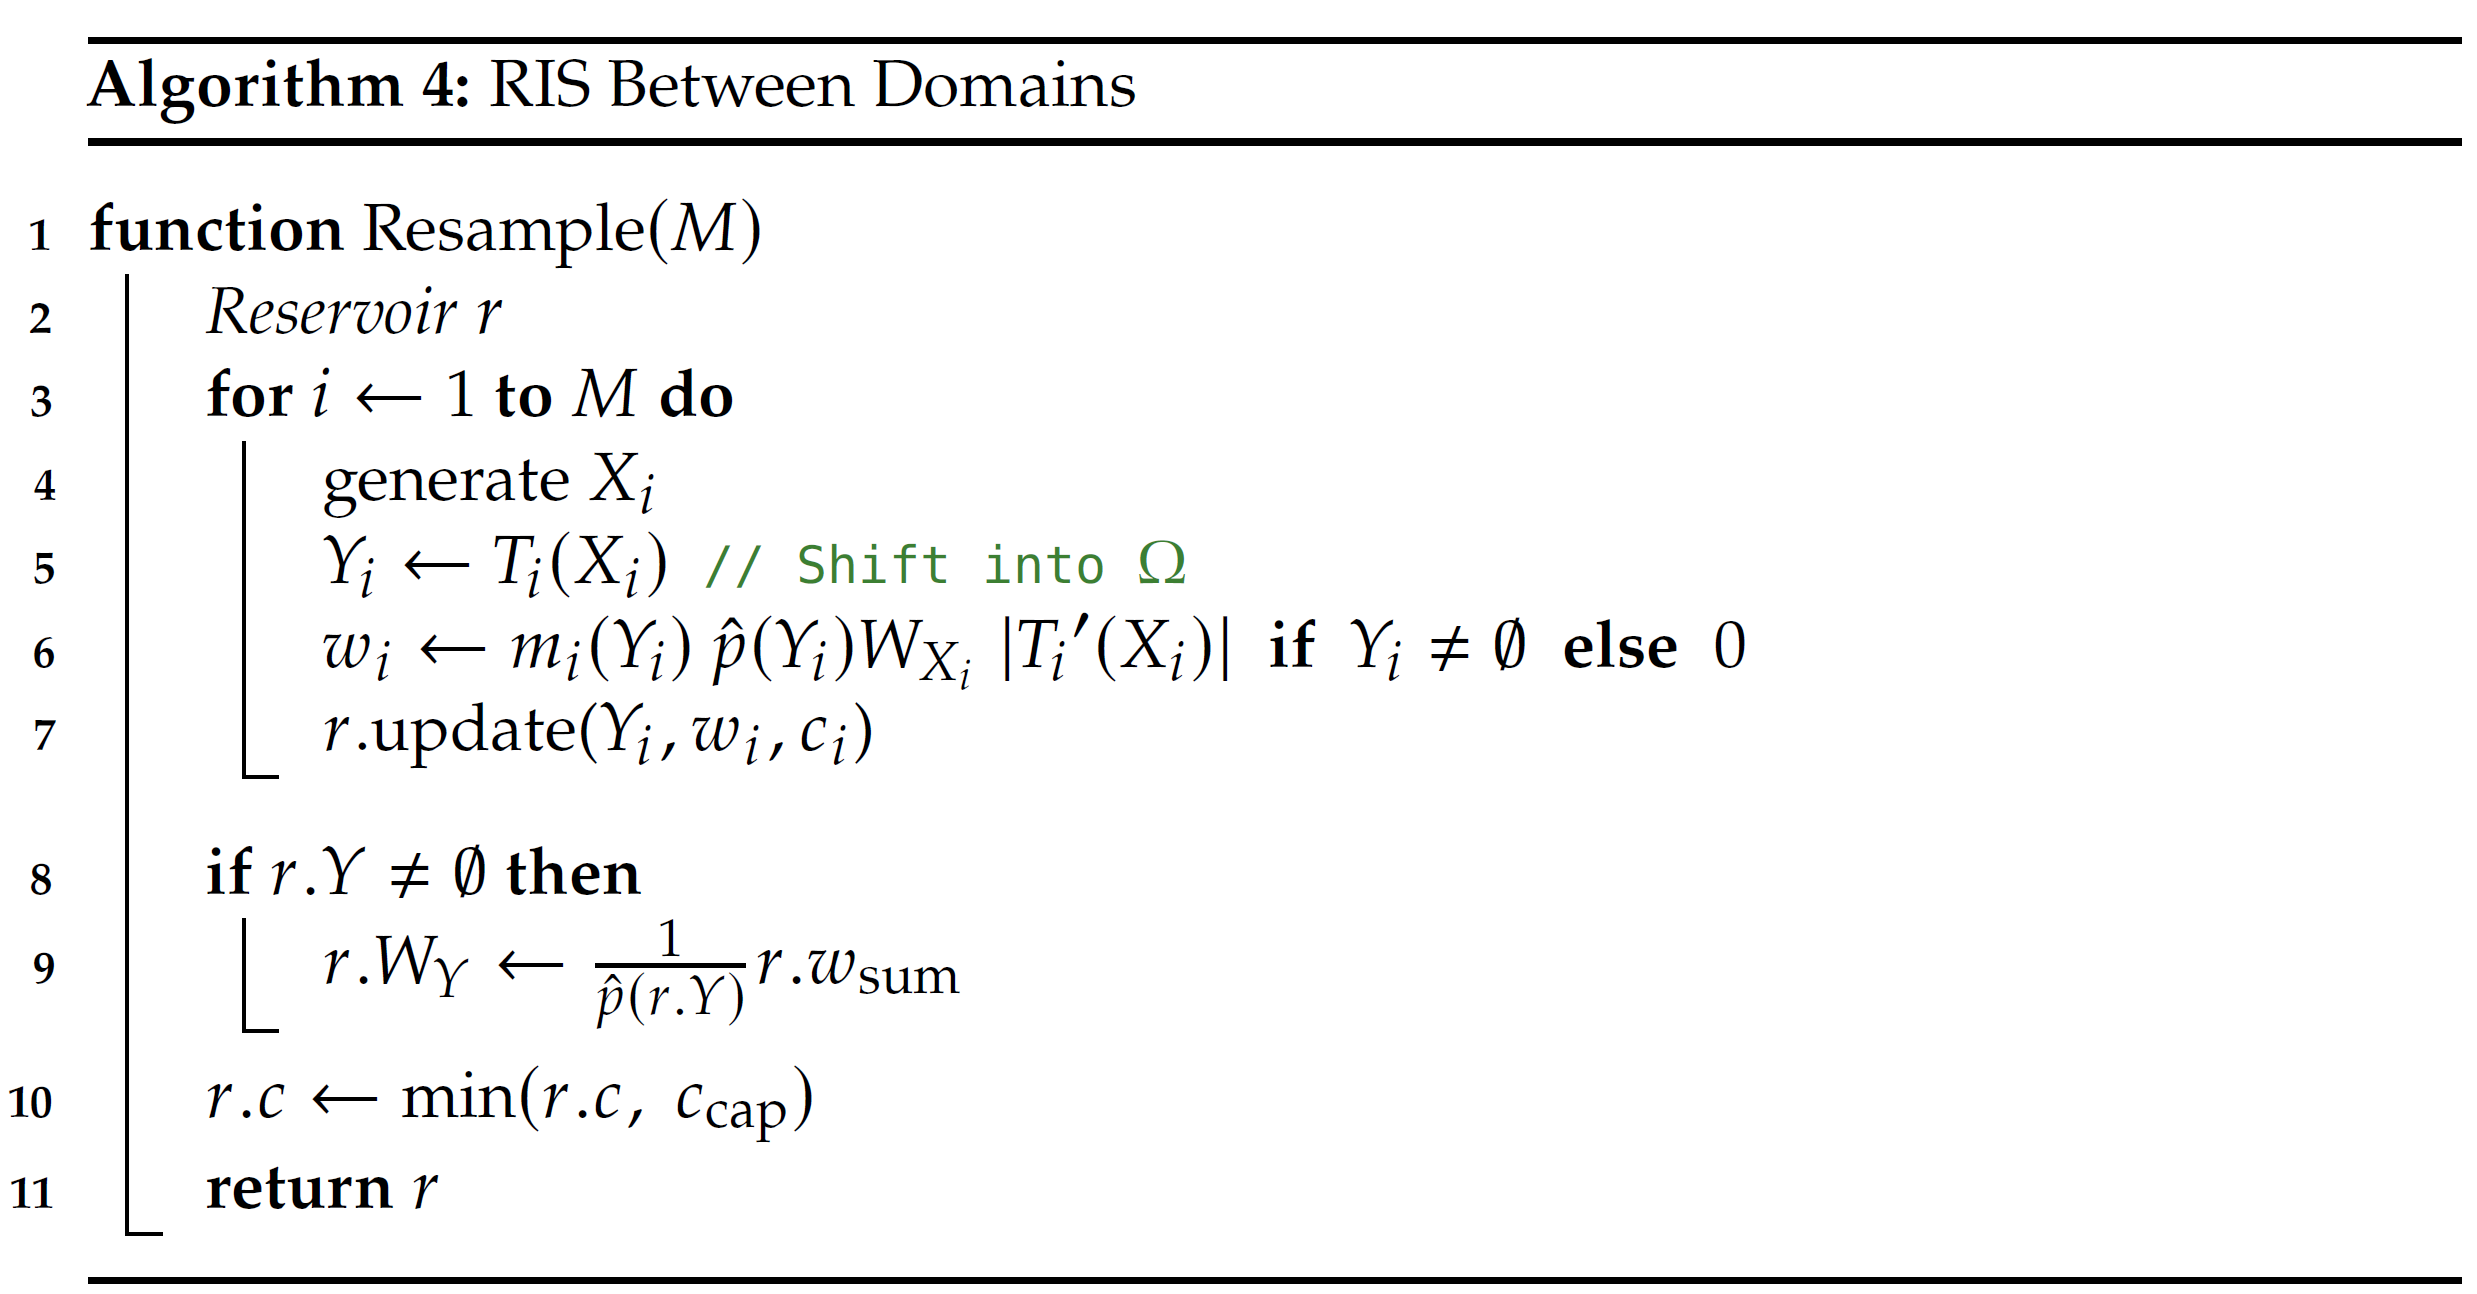 Algorithm 4: RIS Between Domains
1 function Resample(M)
2 Reservoir r
3 for i ← 1 to M do
4 generate X_i
5 Y_i ← T_i(X_i) // Shift into Ω
6 w_i ← m_i(Y_i) p̂(Y_i)W_{X_i} |T_i′(X_i)| if Y_i ≠ ∅ else 0
7 r.update(Y_i, w_i, c_i)
8 if r.Y ≠ ∅ then
9 r.W_Y ← \frac{1}{p̂(r.Y)} r.w_sum
10 r.c ← min(r.c, c_cap)
11 return r